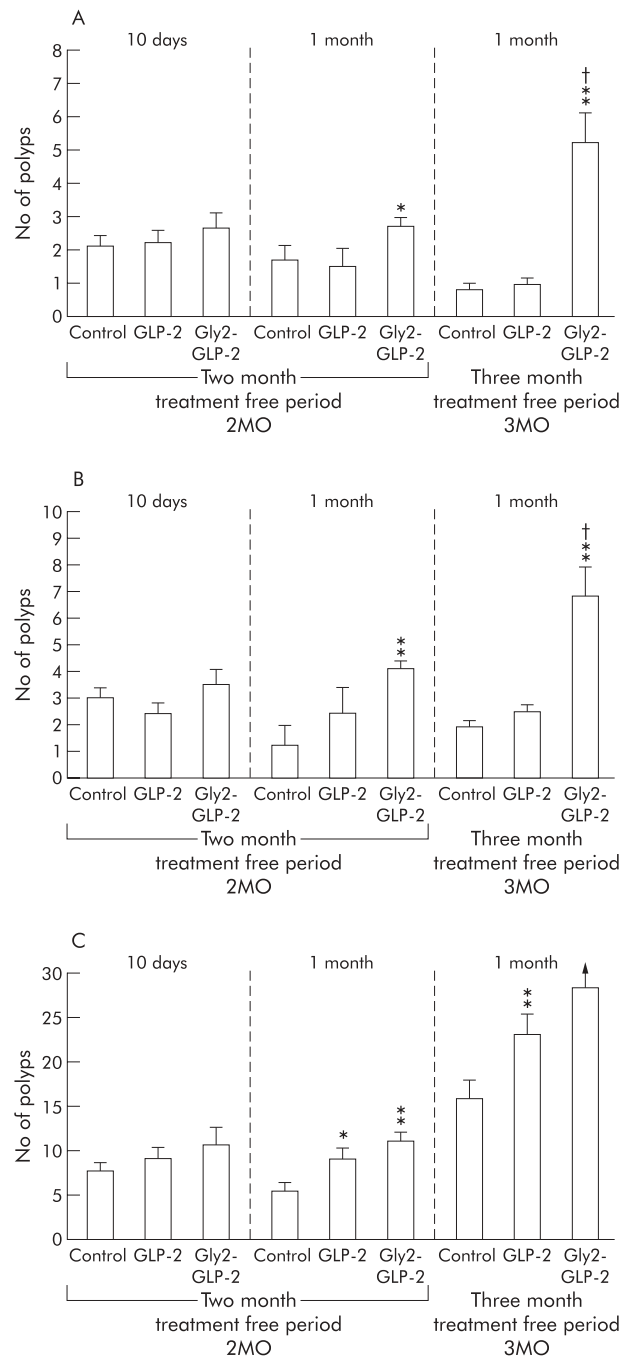 A
10 days 1 month 1 month
8
7
6
5
4
3
2
1
0
No of polyps
*
†
**
Control GLP-2 Gly2- Control GLP-2 Gly2- Control GLP-2 Gly2-
GLP-2 GLP-2 GLP-2
Two month Three month
treatment free period treatment free period
2MO 3MO
B
10 days 1 month 1 month
10
9
8
7
6
5
4
3
2
1
0
No of polyps
**
†
**
Control GLP-2 Gly2- Control GLP-2 Gly2- Control GLP-2 Gly2-
GLP-2 GLP-2 GLP-2
Two month Three month
treatment free period treatment free period
2MO 3MO
C
10 days 1 month 1 month
30
25
20
15
10
5
0
No of polyps
*
**
**
Control GLP-2 Gly2- Control GLP-2 Gly2- Control GLP-2 Gly2-
GLP-2 GLP-2 GLP-2
Two month Three month
treatment free period treatment free period
2MO 3MO